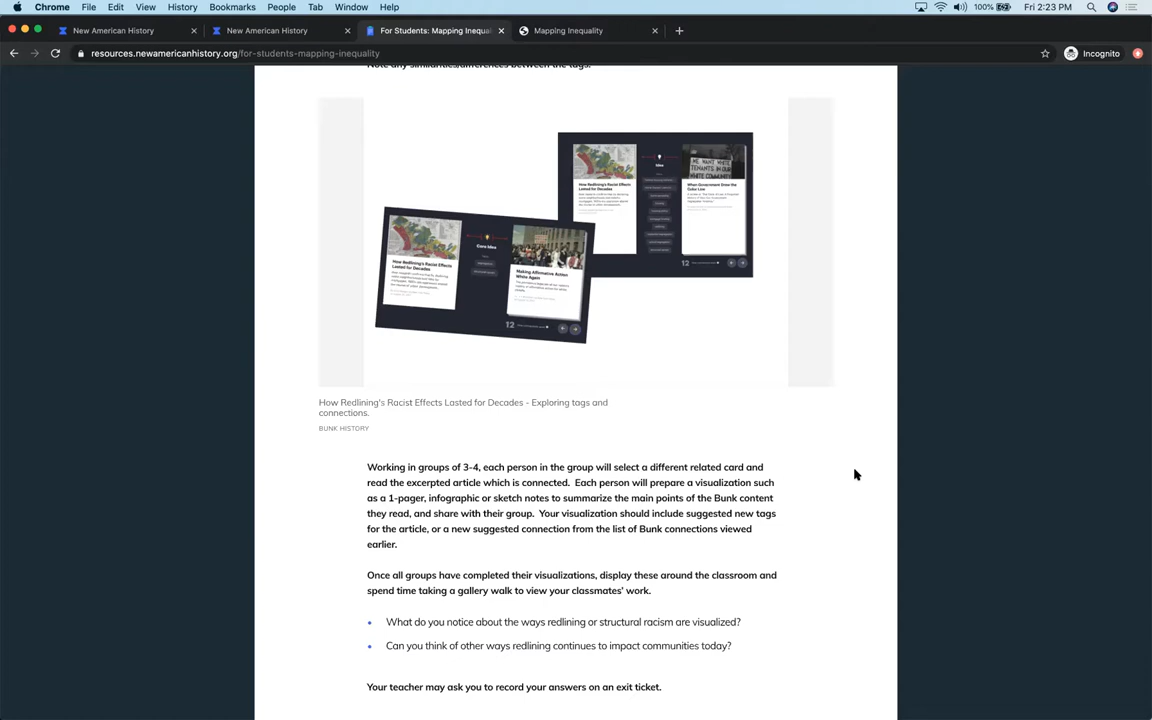 Chrome File Edit View History Bookmarks People Tab Window Help 100% Fri 2:23 PM
New American History New American History For Students: Mapping Inequal Mapping Inequality
resources.newamericanhistory.org/for-students-mapping-inequality Incognito
Note any similarities/differences between the tags.
WE WANT WHITE
TENANTS IN OUR
WHITE COMMUNITY
Idea
How Redlining's Racist Effects
Lasted for Decades
When Government Drew the
Color Line
12
Core Idea
How Redlining's Racist Effects
Lasted for Decades
Making Affirmative Action
White Again
12
How Redlining's Racist Effects Lasted for Decades - Exploring tags and
connections.
BUNK HISTORY
Working in groups of 3-4, each person in the group will select a different related card and
read the excerpted article which is connected. Each person will prepare a visualization such
as a 1-pager, infographic or sketch notes to summarize the main points of the Bunk content
they read, and share with their group. Your visualization should include suggested new tags
for the article, or a new suggested connection from the list of Bunk connections viewed
earlier.
Once all groups have completed their visualizations, display these around the classroom and
spend time taking a gallery walk to view your classmates' work.
• What do you notice about the ways redlining or structural racism are visualized?
• Can you think of other ways redlining continues to impact communities today?
Your teacher may ask you to record your answers on an exit ticket.